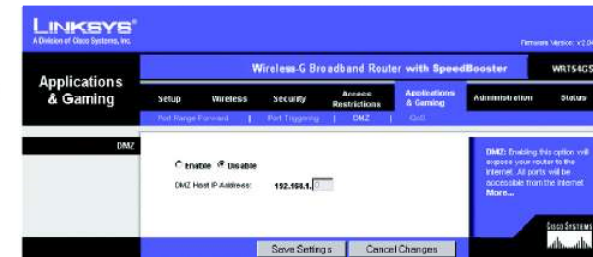 LINKSYS®
A Division of Cisco Systems, Inc.
Firmware Version: v2.04
Wireless-G Broadband Router with SpeedBooster WRT54GS
Applications & Gaming
Setup Wireless Security Access Restrictions Applications & Gaming Administration Status
Port Range Forward | Port Triggering | DMZ | QoS
DMZ
Enable Disable
DMZ Host IP Address: 192.168.1. 0
DMZ: Enabling this option will
expose your router to the
Internet. All ports will be
accessible from the internet
More...
CISCO SYSTEMS
Save Settings Cancel Changes